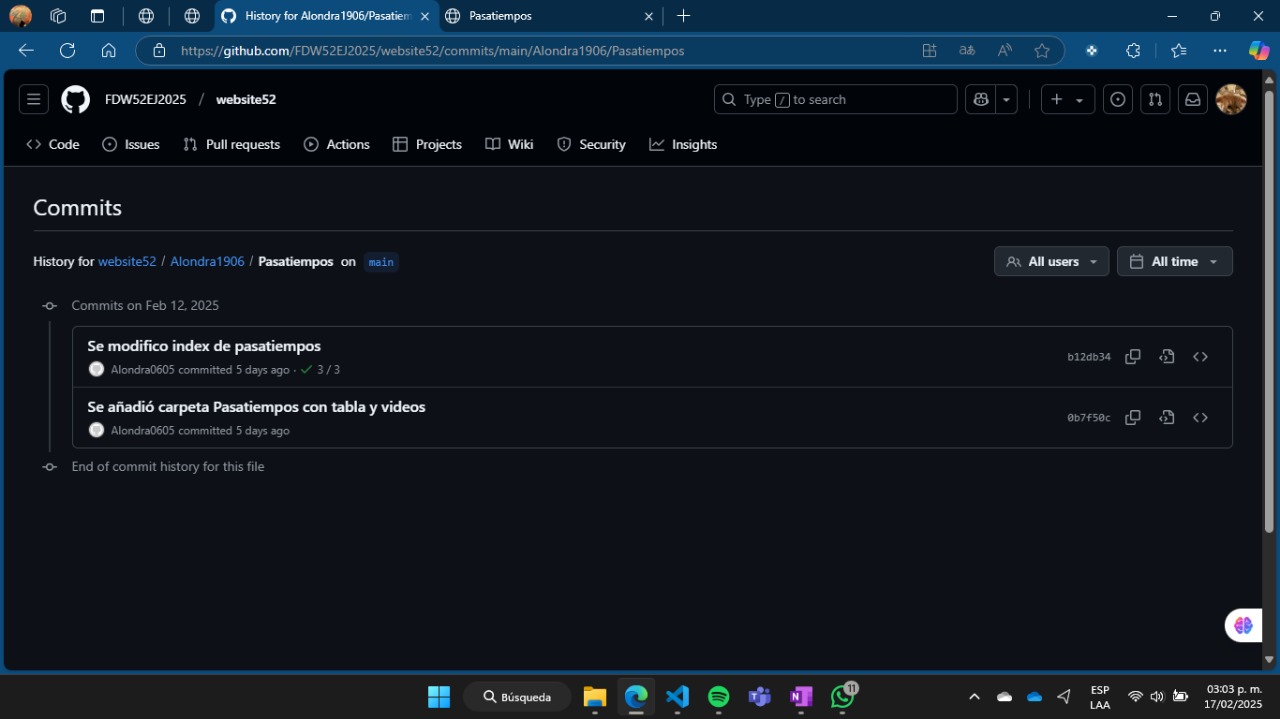 History for Alondra1906/Pasatiem
Pasatiempos
https://github.com/FDW52EJ2025/website52/commits/main/Alondra1906/Pasatiempos
FDW52EJ2025 / website52
Type / to search
Code Issues Pull requests Actions Projects Wiki Security Insights
Commits
History for website52 / Alondra1906 / Pasatiempos on main
All users All time
Commits on Feb 12, 2025
Se modifico index de pasatiempos
b12db34
Alondra0605 committed 5 days ago · 3 / 3
Se añadió carpeta Pasatiempos con tabla y videos
0b7f50c
Alondra0605 committed 5 days ago
End of commit history for this file
Búsqueda
11
ESP
LAA
03:03 p. m.
17/02/2025